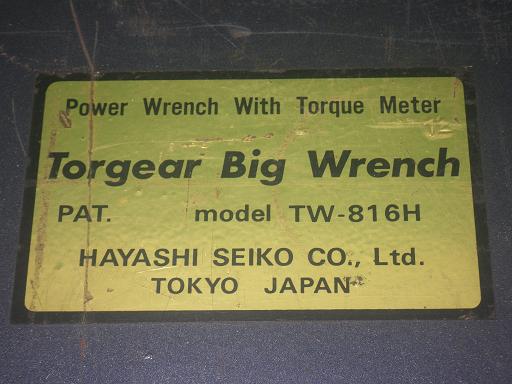 Power Wrench With Torque Meter
Torgear Big Wrench
PAT. model TW-816H
HAYASHI SEIKO CO., Ltd.
TOKYO JAPAN